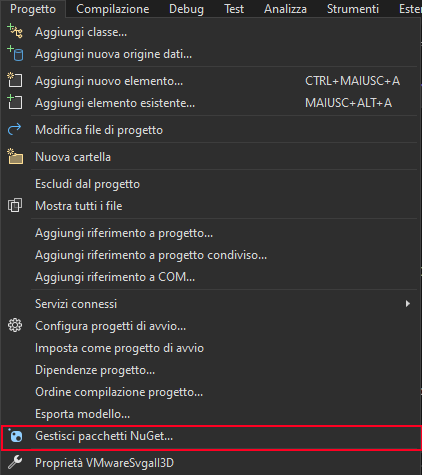 Progetto Compilazione Debug Test Analizza Strumenti Ester
Aggiungi classe...
Aggiungi nuova origine dati...
Aggiungi nuovo elemento... CTRL+MAIUSC+A
Aggiungi elemento esistente... MAIUSC+ALT+A
Modifica file di progetto
Nuova cartella
Escludi dal progetto
Mostra tutti i file
Aggiungi riferimento a progetto...
Aggiungi riferimento a progetto condiviso...
Aggiungi riferimento a COM...
Servizi connessi
Configura progetti di avvio...
Imposta come progetto di avvio
Dipendenze progetto...
Ordine compilazione progetto...
Esporta modello...
Gestisci pacchetti NuGet...
Proprietà VMwareSvgaII3D